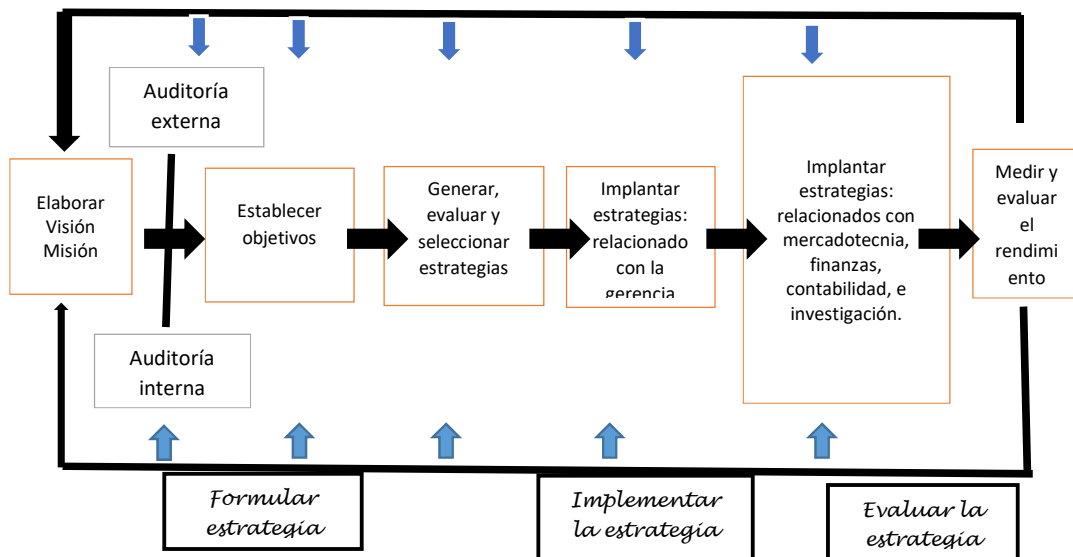 Auditoría
externa
Elaborar
Visión
Misión
Establecer
objetivos
Generar,
evaluar y
seleccionar
estrategias
Implantar
estrategias:
relacionado
con la
gerencia
Implantar
estrategias:
relacionados con
mercadotecnia,
finanzas,
contabilidad, e
investigación.
Medir y
evaluar
el
rendimi
ento
Auditoría
interna
Formular
estrategia
Implementar
la estrategia
Evaluar la
estrategia